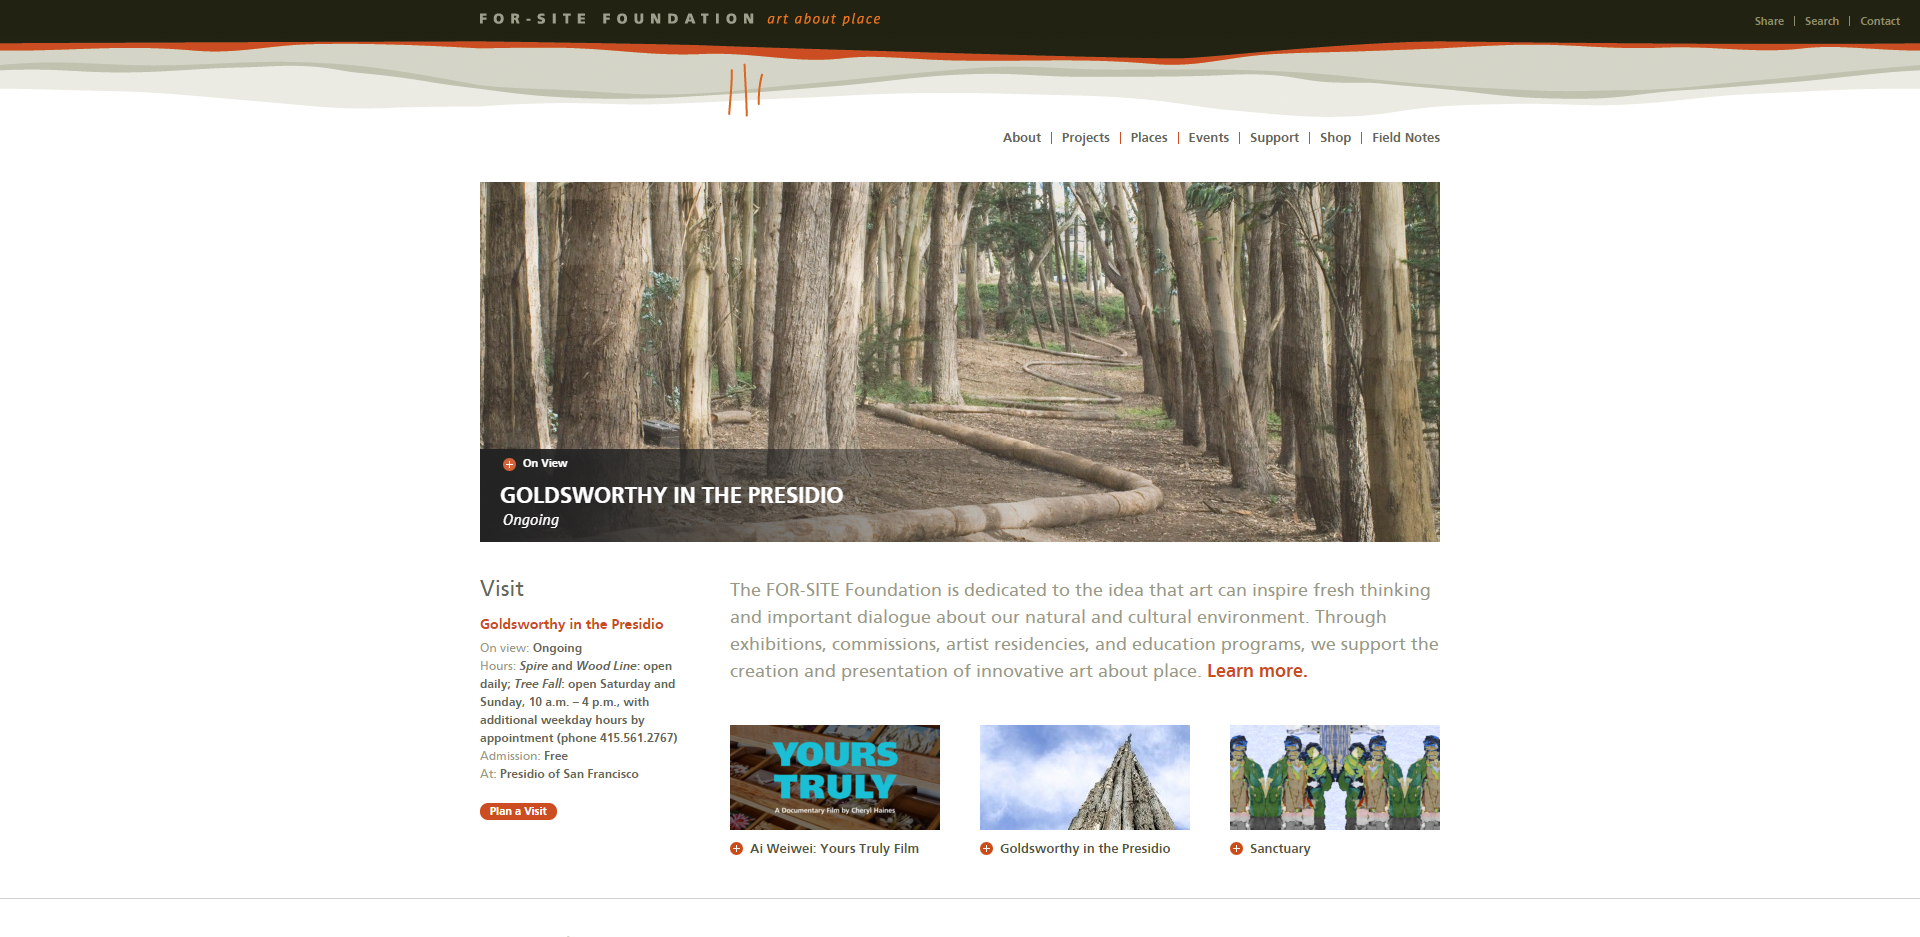 FOR-SITE FOUNDATION art about place
Share | Search | Contact
About | Projects | Places | Events | Support | Shop | Field Notes
On View
GOLDSWORTHY IN THE PRESIDIO
Ongoing
Visit
Goldsworthy in the Presidio
On view: Ongoing
Hours: Spire and Wood Line: open
daily; Tree Fall: open Saturday and
Sunday, 10 a.m. – 4 p.m., with
additional weekday hours by
appointment (phone 415.561.2767)
Admission: Free
At: Presidio of San Francisco
Plan a Visit
The FOR-SITE Foundation is dedicated to the idea that art can inspire fresh thinking
and important dialogue about our natural and cultural environment. Through
exhibitions, commissions, artist residencies, and education programs, we support the
creation and presentation of innovative art about place. Learn more.
YOURS
TRULY
A Documentary Film by Cheryl Haines
Ai Weiwei: Yours Truly Film
Goldsworthy in the Presidio
Sanctuary